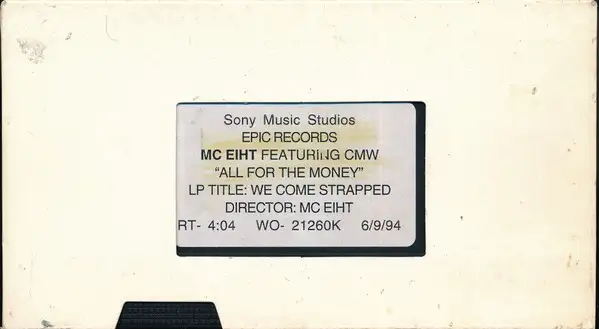 Sony Music Studios
EPIC RECORDS
MC EIHT FEATURING CMW
"ALL FOR THE MONEY"
LP TITLE: WE COME STRAPPED
DIRECTOR: MC EIHT
RT- 4:04 WO- 21260K 6/9/94